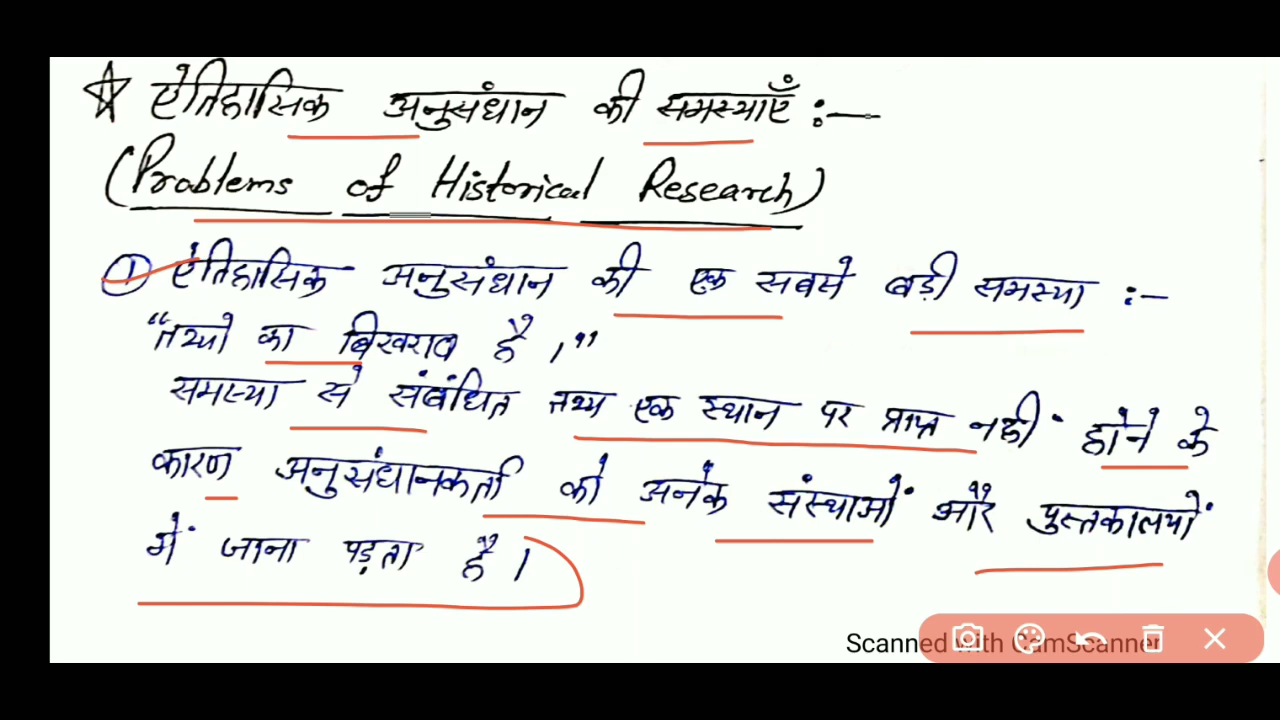 ☆ ऐतिहासिक अनुसंधान की समस्याएँ :—
(Problems of Historical Research)
① ऐतिहासिक अनुसंधान की एक सबसे बड़ी समस्या :-
"तथ्यो का बिखराव है।"
समस्या से संबंधित तथ्य एक स्थान पर प्राप्त नहीं होने के
कारण अनुसंधानकर्ता को अनेक संस्थाओं और पुस्तकालयों
में जाना पड़ता है।
Scanned with CamScanner